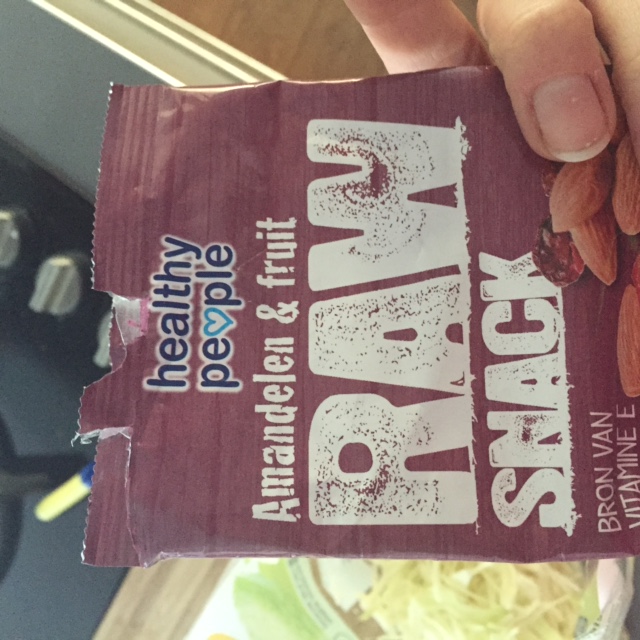 healthy
people
Amandelen & fruit
RAW
SNACK
BRON VAN
VITAMINE E